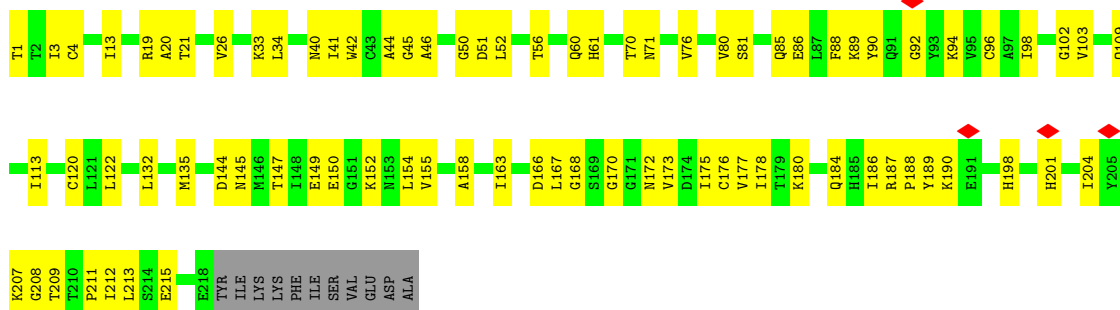 T1 T2 I3 C4 I13 R19 A20 T21 V26 K33 L34 N40 I41 W42 C43 A44 G45 A46 G50 D51 L52 T56 Q60 H61 T70 N71 V76 V80 S81 Q85 E86 L87 F88 K89 Y90 Q91 G92 Y93 K94 V95 C96 A97 I98 G102 V103
I113 C120 L121 L122 L132 M135 D144 N145 M146 T147 I148 E149 E150 G151 K152 N153 L154 V155 A158 I163 D166 L167 G168 S169 G170 G171 N172 V173 D174 I175 C176 V177 I178 T179 K180 Q184 H185 I186 R187 P188 Y189 K190 E191 H198 H201 I204 Y205
K207 G208 T209 T210 P211 I212 L213 S214 E215 E218 TYR ILE LYS LYS PHE ILE SER VAL GLU ASP ALA